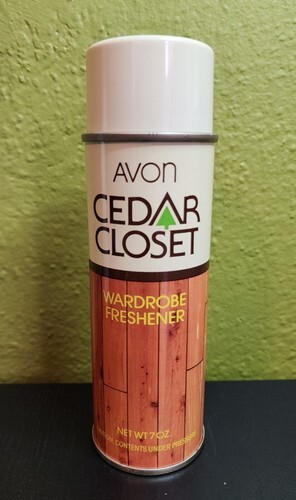 AVON
CEDAR
CLOSET
WARDROBE
FRESHENER
NET WT 7 OZ.
CONTENTS UNDER PRESSURE